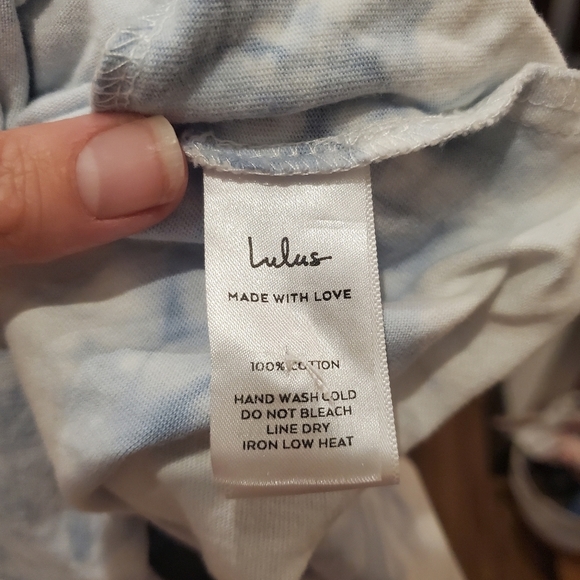 Lulus
MADE WITH LOVE
100% COTTON
HAND WASH COLD
DO NOT BLEACH
LINE DRY
IRON LOW HEAT